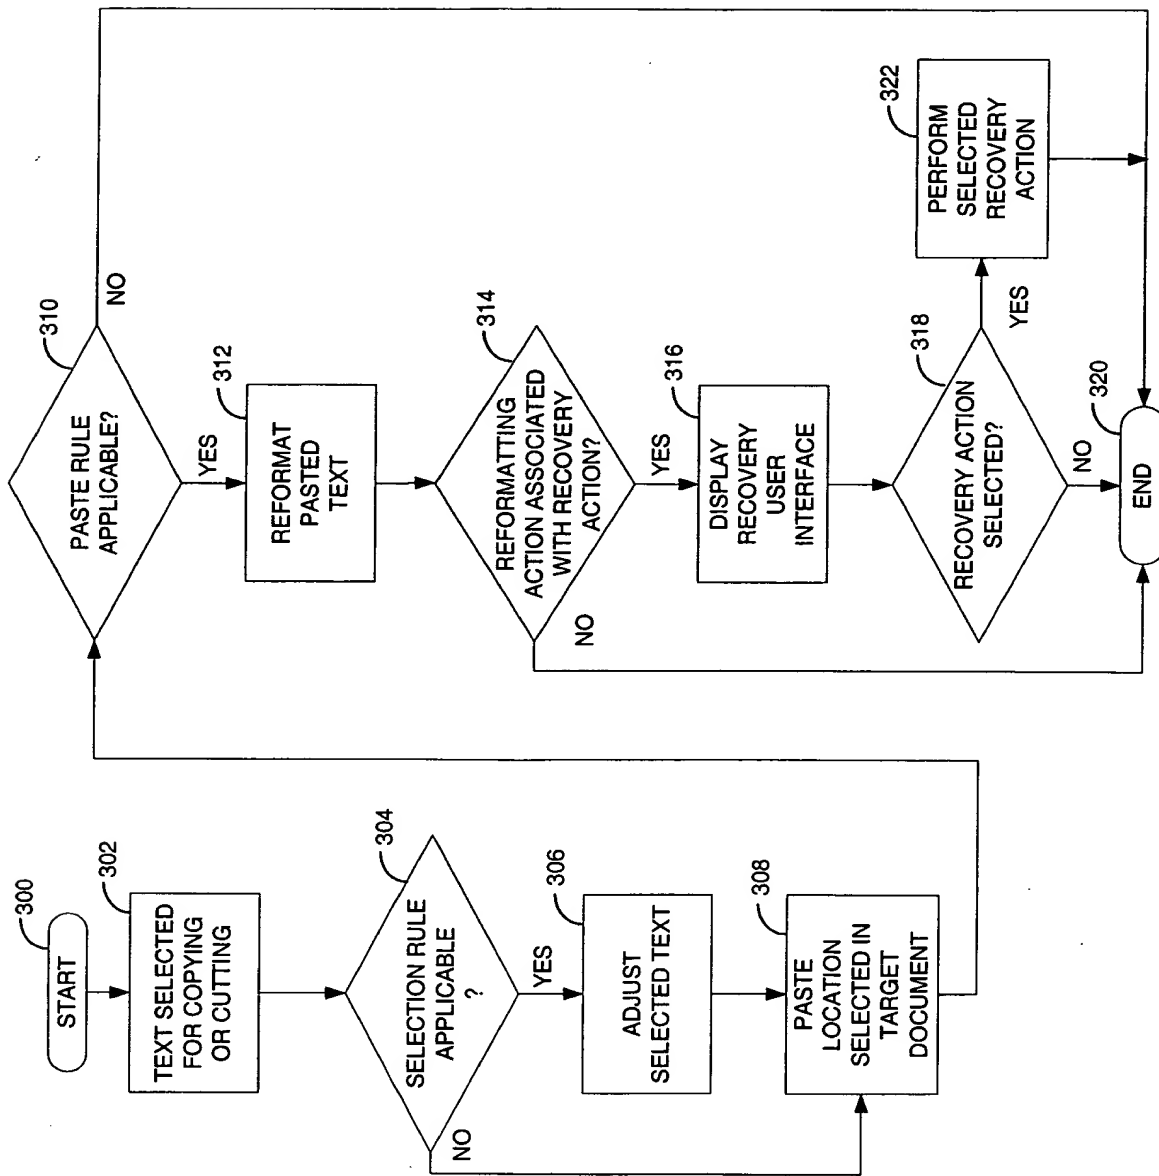 300
START
302
TEXT SELECTED
FOR COPYING
OR CUTTING
304
SELECTION RULE
APPLICABLE
?
YES
NO
306
ADJUST
SELECTED TEXT
308
PASTE
LOCATION
SELECTED IN
TARGET
DOCUMENT
310
PASTE RULE
APPLICABLE?
NO
YES
312
REFORMAT
PASTED
TEXT
314
REFORMATTING
ACTION ASSOCIATED
WITH RECOVERY
ACTION?
NO
YES
316
DISPLAY
RECOVERY
USER
INTERFACE
318
RECOVERY ACTION
SELECTED?
YES
NO
322
PERFORM
SELECTED
RECOVERY
ACTION
320
END